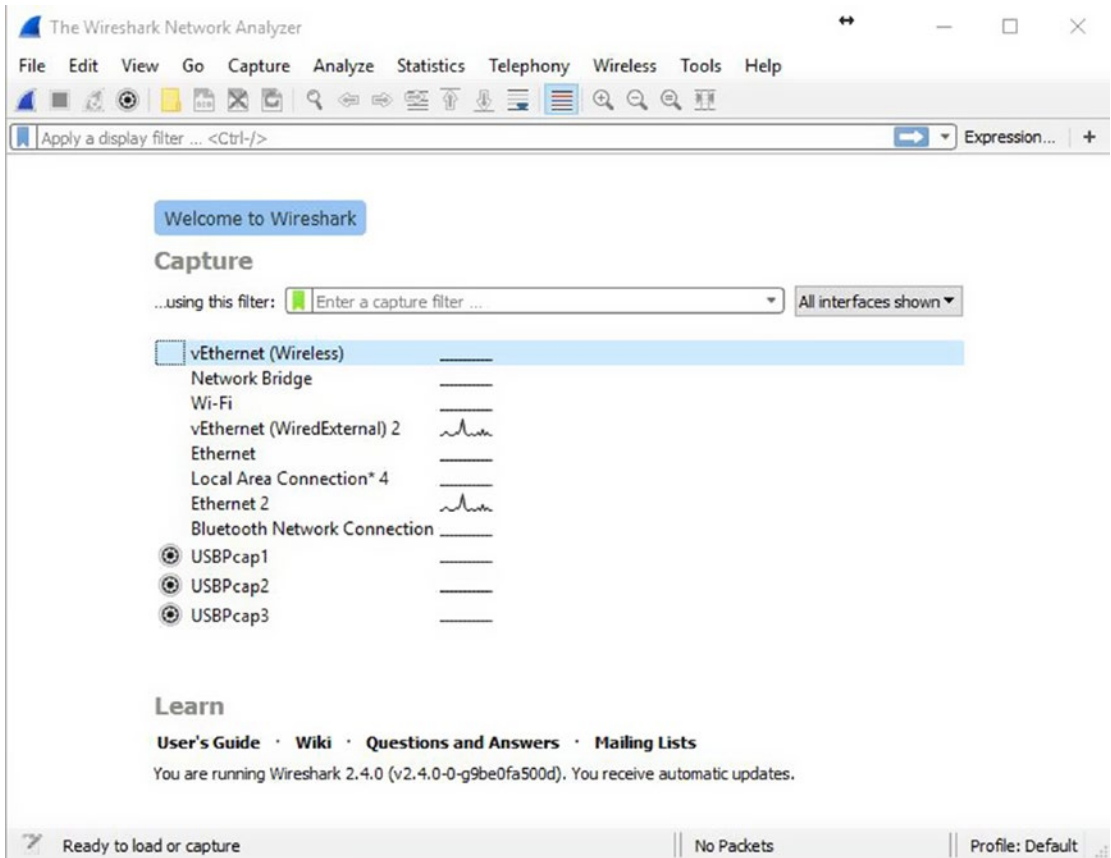 The Wireshark Network Analyzer
File Edit View Go Capture Analyze Statistics Telephony Wireless Tools Help
Apply a display filter ... <Ctrl-/> Expression... +
Welcome to Wireshark
Capture
...using this filter: Enter a capture filter ... All interfaces shown
vEthernet (Wireless)
Network Bridge
Wi-Fi
vEthernet (WiredExternal) 2
Ethernet
Local Area Connection* 4
Ethernet 2
Bluetooth Network Connection
USBPcap1
USBPcap2
USBPcap3
Learn
User's Guide · Wiki · Questions and Answers · Mailing Lists
You are running Wireshark 2.4.0 (v2.4.0-0-g9be0fa500d). You receive automatic updates.
Ready to load or capture No Packets Profile: Default